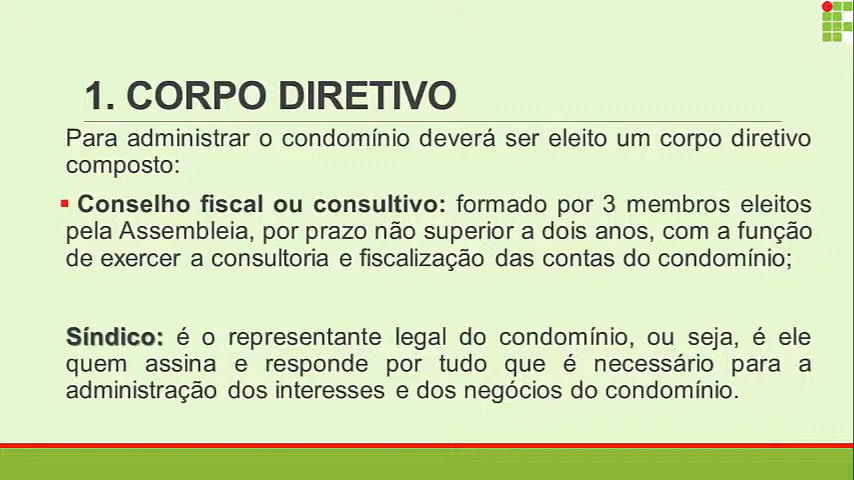 1. CORPO DIRETIVO
Para administrar o condomínio deverá ser eleito um corpo diretivo
composto:
Conselho fiscal ou consultivo: formado por 3 membros eleitos
pela Assembleia, por prazo não superior a dois anos, com a função
de exercer a consultoria e fiscalização das contas do condomínio;
Síndico: é o representante legal do condomínio, ou seja, é ele
quem assina e responde por tudo que é necessário para a
administração dos interesses e dos negócios do condomínio.